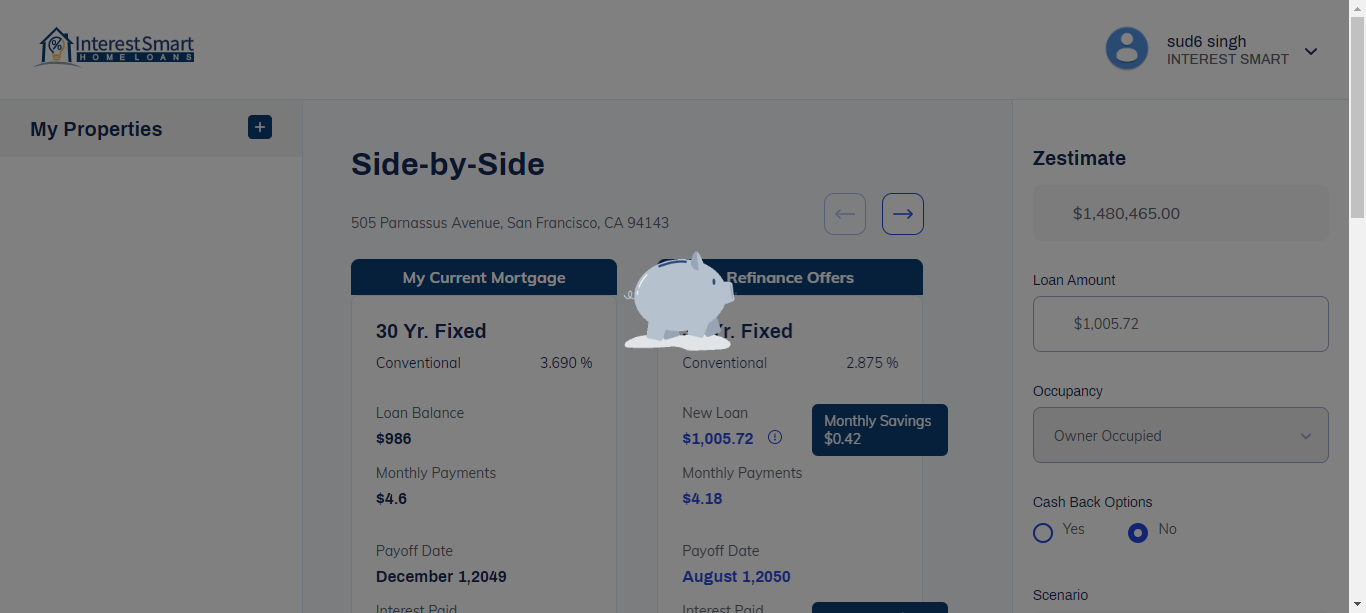 InterestSmart
HOME LOANS
sud6 singh
INTEREST SMART
My Properties
Side-by-Side
505 Parnassus Avenue, San Francisco, CA 94143
My Current Mortgage
30 Yr. Fixed
Conventional 3.690 %
Loan Balance
$986
Monthly Payments
$4.6
Payoff Date
December 1,2049
Interest Paid
Refinance Offers
Yr. Fixed
Conventional 2.875 %
New Loan
$1,005.72
Monthly Savings
$0.42
Monthly Payments
$4.18
Payoff Date
August 1,2050
Interest Paid
Zestimate
$1,480,465.00
Loan Amount
$1,005.72
Occupancy
Owner Occupied
Cash Back Options
Yes No
Scenario